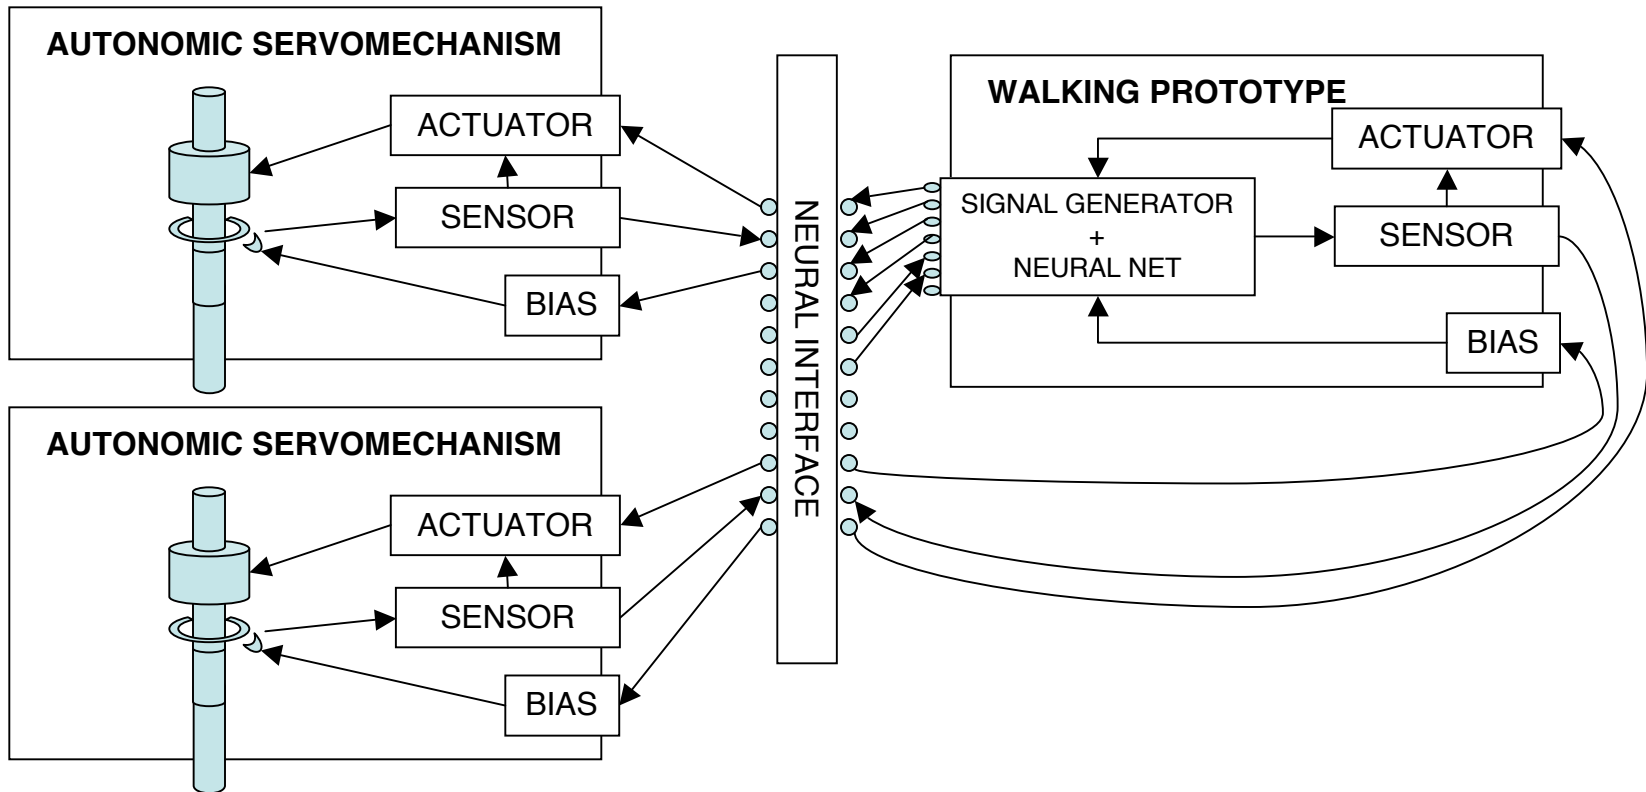 AUTONOMIC SERVOMECHANISM
ACTUATOR
SENSOR
BIAS
AUTONOMIC SERVOMECHANISM
ACTUATOR
SENSOR
BIAS
NEURAL INTERFACE
WALKING PROTOTYPE
ACTUATOR
SIGNAL GENERATOR
+
NEURAL NET
SENSOR
BIAS